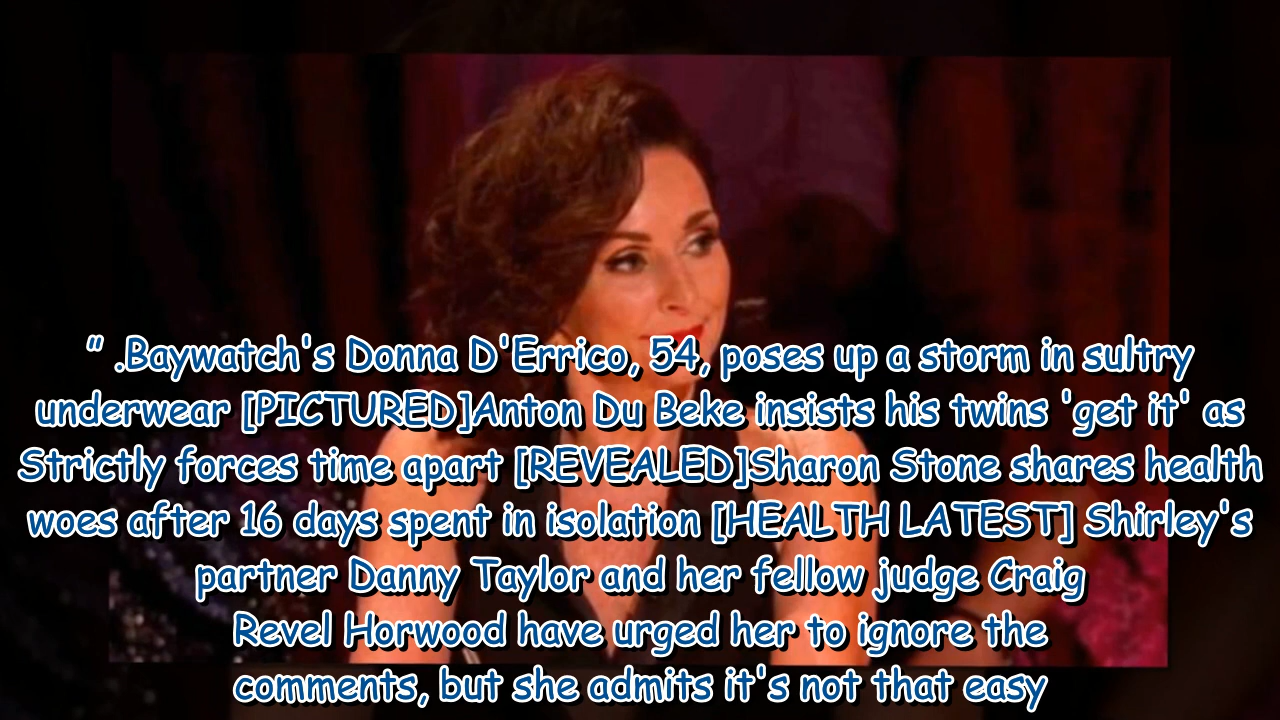 ” .Baywatch's Donna D'Errico, 54, poses up a storm in sultry
underwear [PICTURED]Anton Du Beke insists his twins 'get it' as
Strictly forces time apart [REVEALED]Sharon Stone shares health
woes after 16 days spent in isolation [HEALTH LATEST] Shirley's
partner Danny Taylor and her fellow judge Craig
Revel Horwood have urged her to ignore the
comments, but she admits it's not that easy